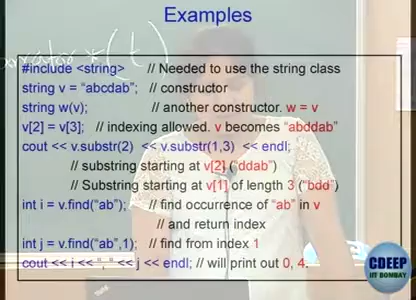 Examples
#include <string> // Needed to use the string class
string v = "abcdab"; // constructor
string w(v); // another constructor. w = v
v[2] = v[3]; // indexing allowed. v becomes "abddab"
cout << v.substr(2) << v.substr(1,3) << endl;
// substring starting at v[2] ("ddab")
// Substring starting at v[1] of length 3 ("bdd")
int i = v.find("ab"); // find occurrence of "ab" in v
// and return index
int j = v.find("ab",1); // find from index 1
cout << i << ", " << j << endl; // will print out 0, 4.
CDEEP
IIT BOMBAY